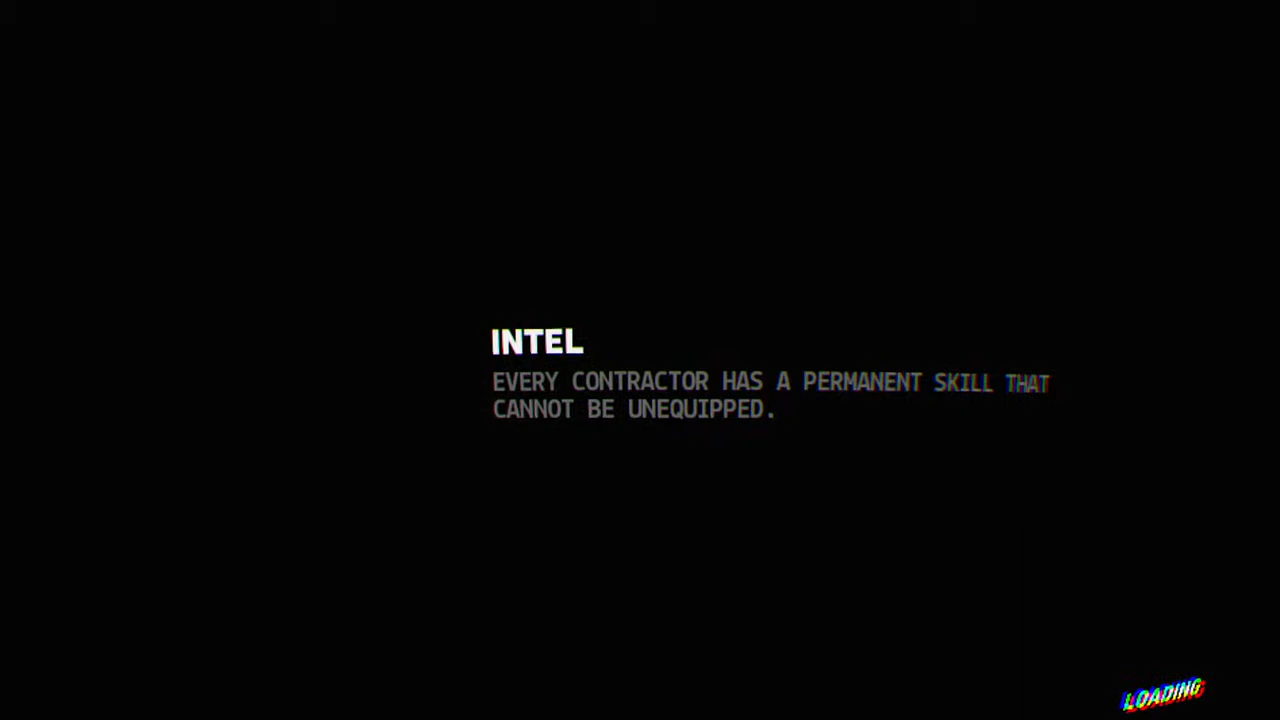 INTEL
EVERY CONTRACTOR HAS A PERMANENT SKILL THAT
CANNOT BE UNEQUIPPED.
LOADING